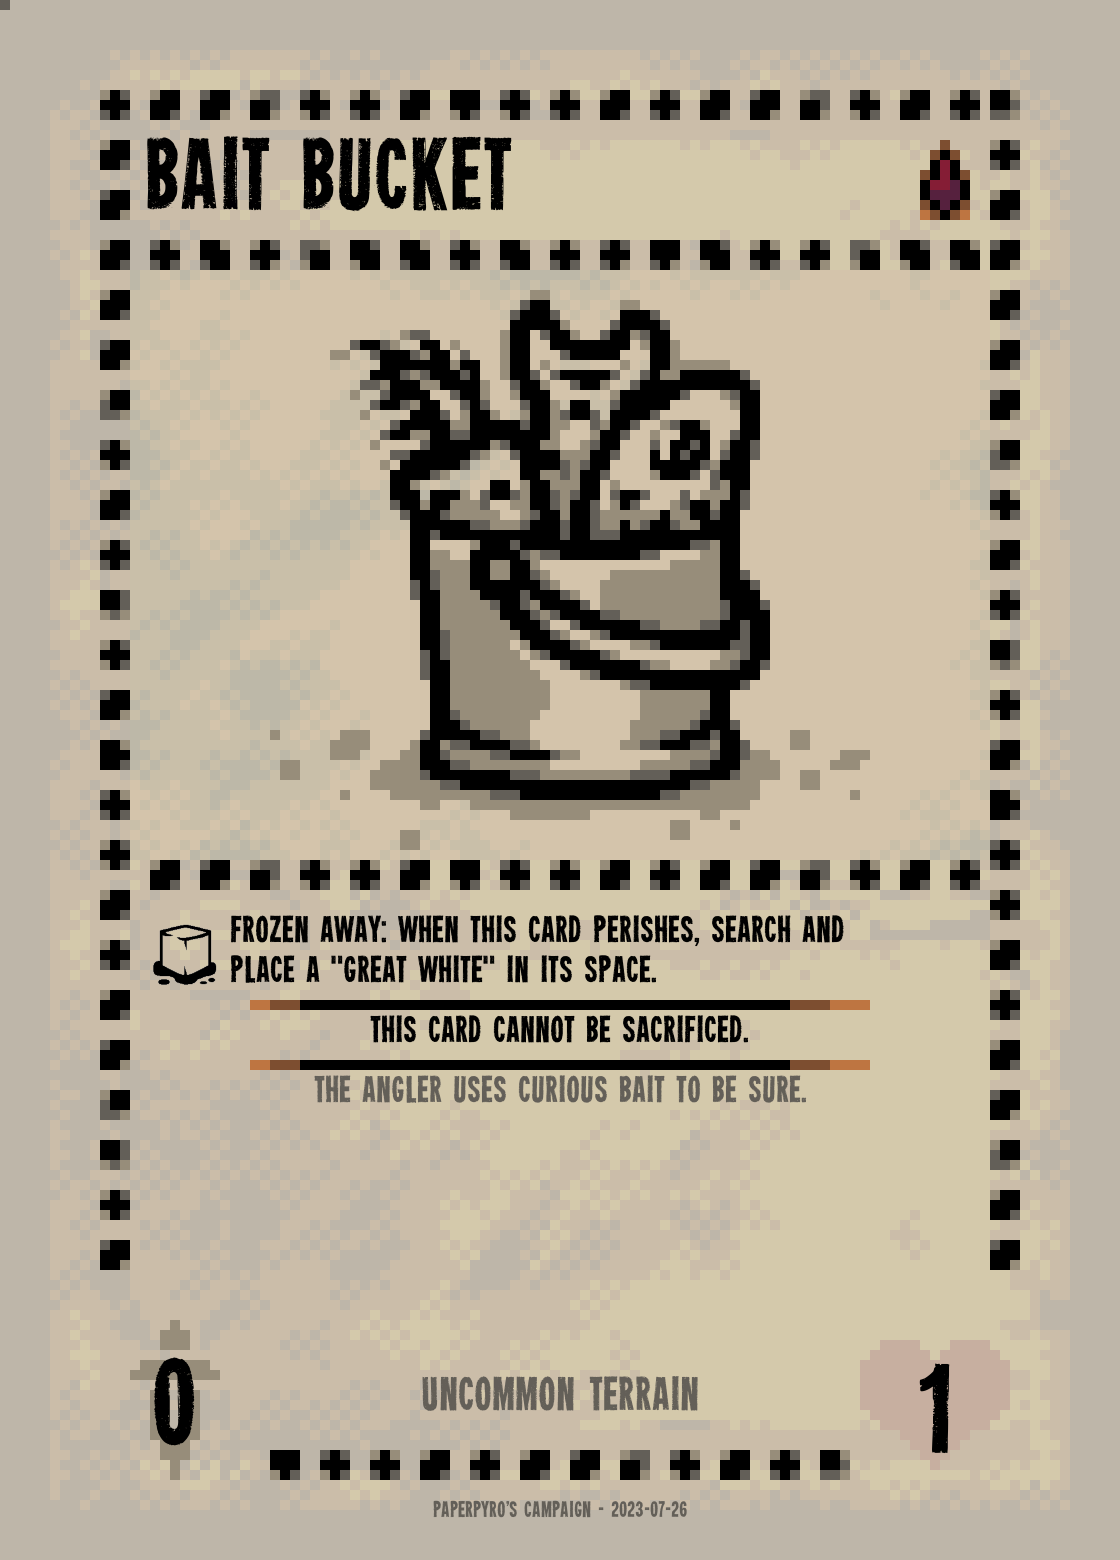 BAIT BUCKET
FROZEN AWAY: WHEN THIS CARD PERISHES, SEARCH AND
PLACE A "GREAT WHITE" IN ITS SPACE.
THIS CARD CANNOT BE SACRIFICED.
THE ANGLER USES CURIOUS BAIT TO BE SURE.
0
UNCOMMON TERRAIN
1
PAPERPYRO'S CAMPAIGN - 2023-07-26